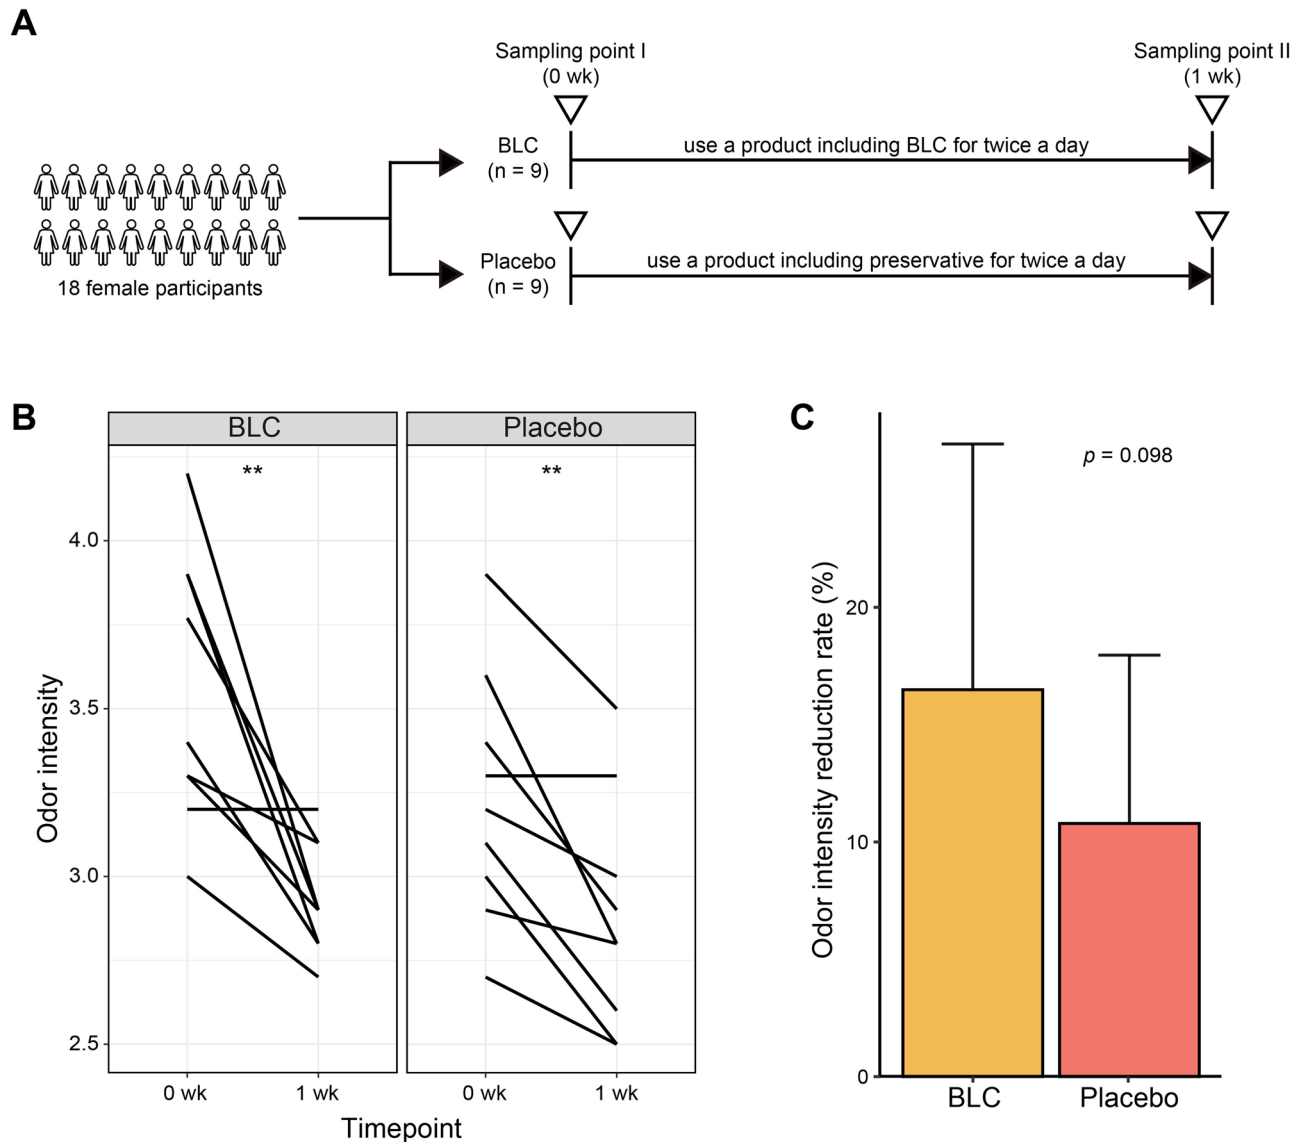 A
Sampling point I
(0 wk)
Sampling point II
(1 wk)
BLC
(n = 9)
use a product including BLC for twice a day
Placebo
(n = 9)
use a product including preservative for twice a day
18 female participants
B
BLC
Placebo
**
**
4.0
3.5
3.0
2.5
Odor intensity
0 wk
1 wk
0 wk
1 wk
Timepoint
C
p = 0.098
Odor intensity reduction rate (%)
20
10
0
BLC
Placebo